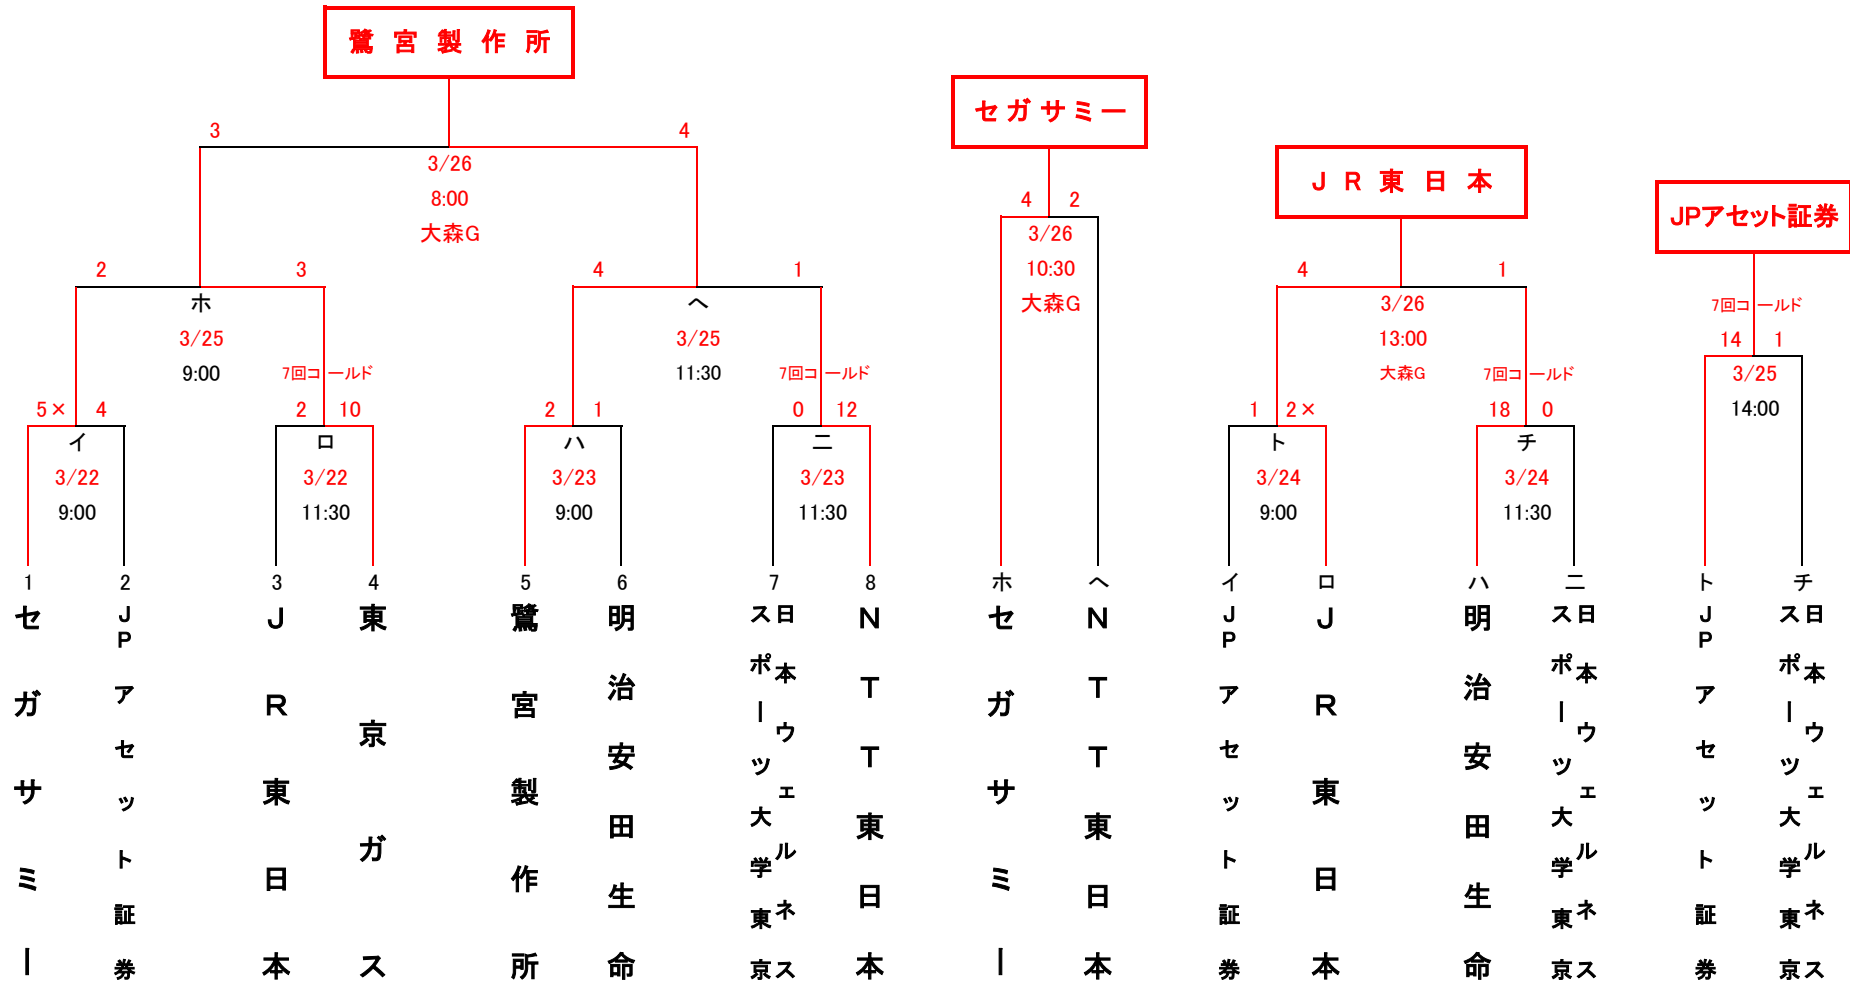 鷺宮製作所
3 4
3/26
8:00
大森G
2 3
ホ
3/25
9:00
4 1
ヘ
3/25
11:30
5× 4
イ
3/22
9:00
7回コールド
2 10
ロ
3/22
11:30
2 1
ハ
3/23
9:00
7回コールド
0 12
ニ
3/23
11:30
1
セガサミー
2
JPアセット証券
3
JR東日本
4
東京ガス
5
鷺宮製作所
6
明治安田生命
7
日本ウェルネス
スポーツ大学東京
8
NTT東日本
セガサミー
4 2
3/26
10:30
大森G
ホ
セガサミー
ヘ
NTT東日本
JR東日本
4 1
3/26
13:00
大森G
1 2×
ト
3/24
9:00
7回コールド
18 0
チ
3/24
11:30
イ
JPアセット証券
ロ
JR東日本
ハ
明治安田生命
ニ
日本ウェルネス
スポーツ大学東京
JPアセット証券
7回コールド
14 1
3/25
14:00
ト
JPアセット証券
チ
日本ウェルネス
スポーツ大学東京